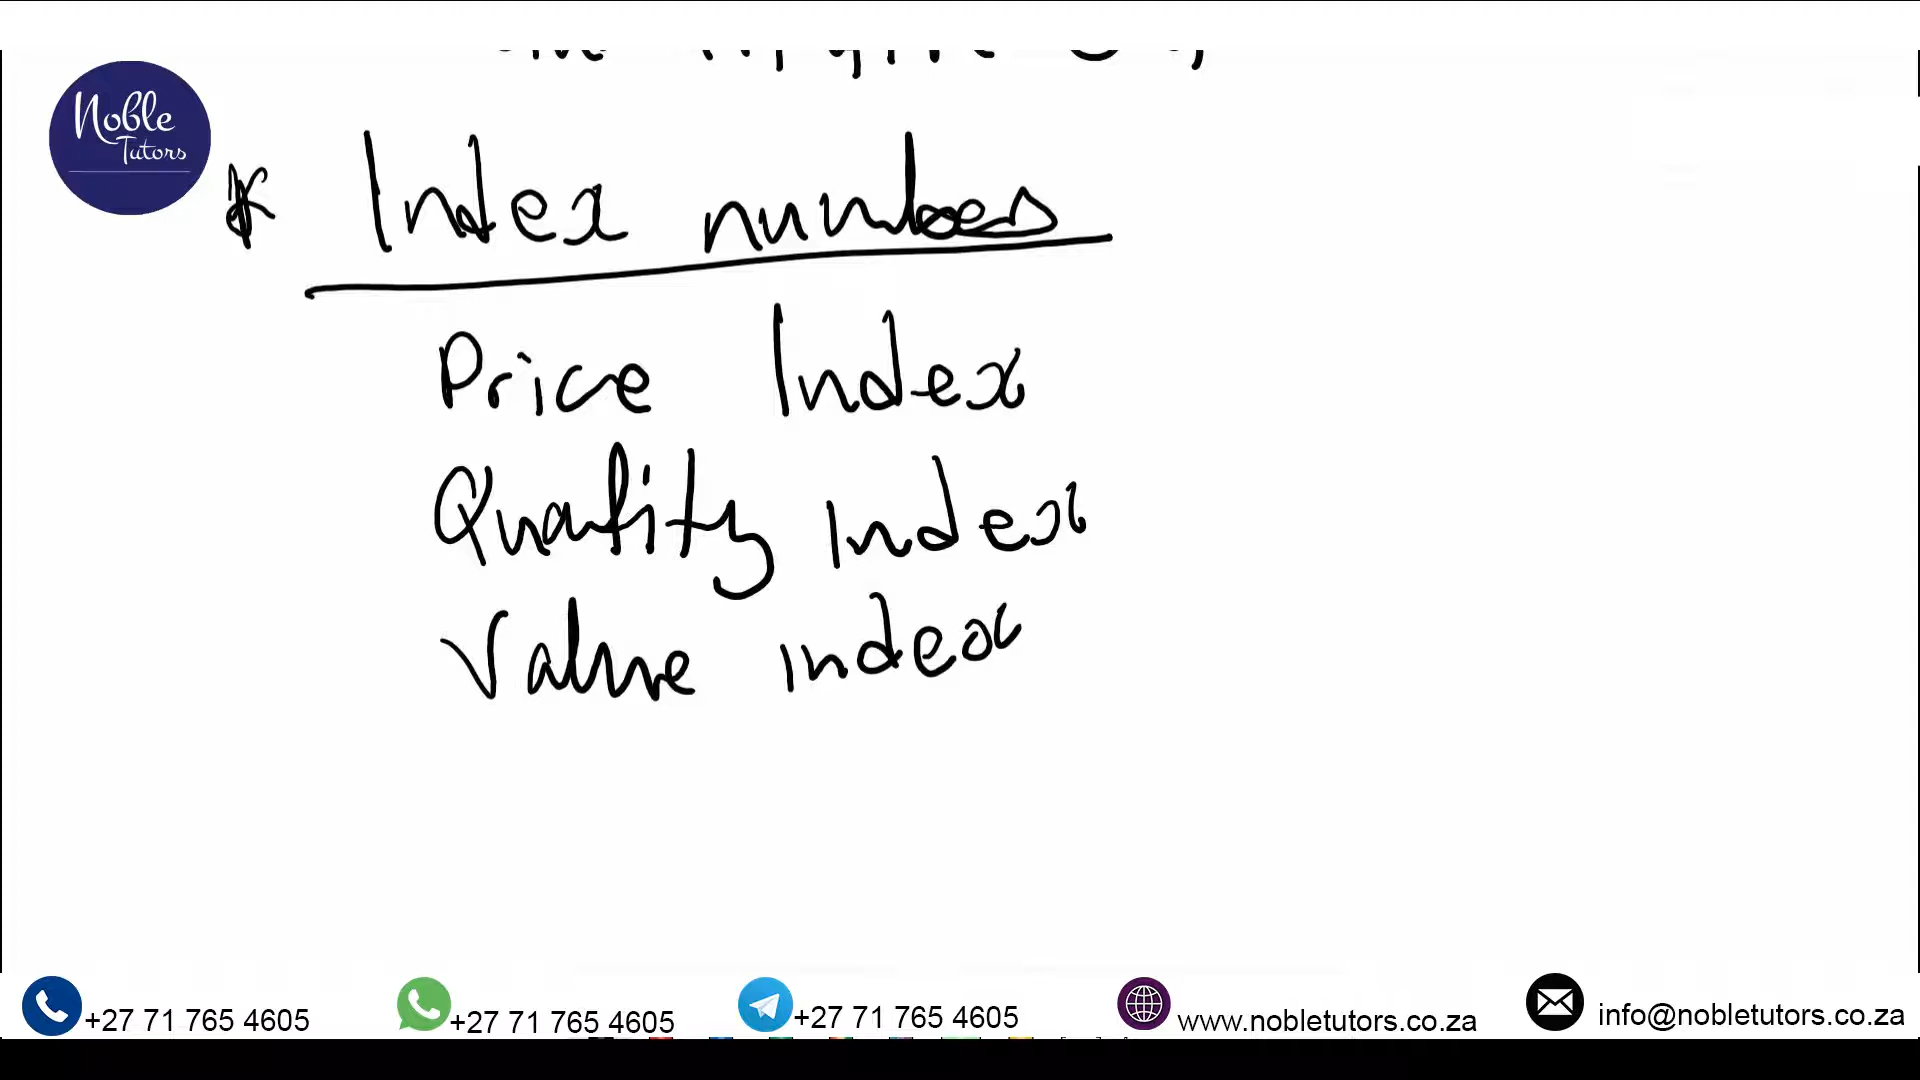 Noble
Tutors
* Index numbers
Price Index
Quantity Index
Value index
+27 71 765 4605
+27 71 765 4605
+27 71 765 4605
www.nobletutors.co.za
info@nobletutors.co.za